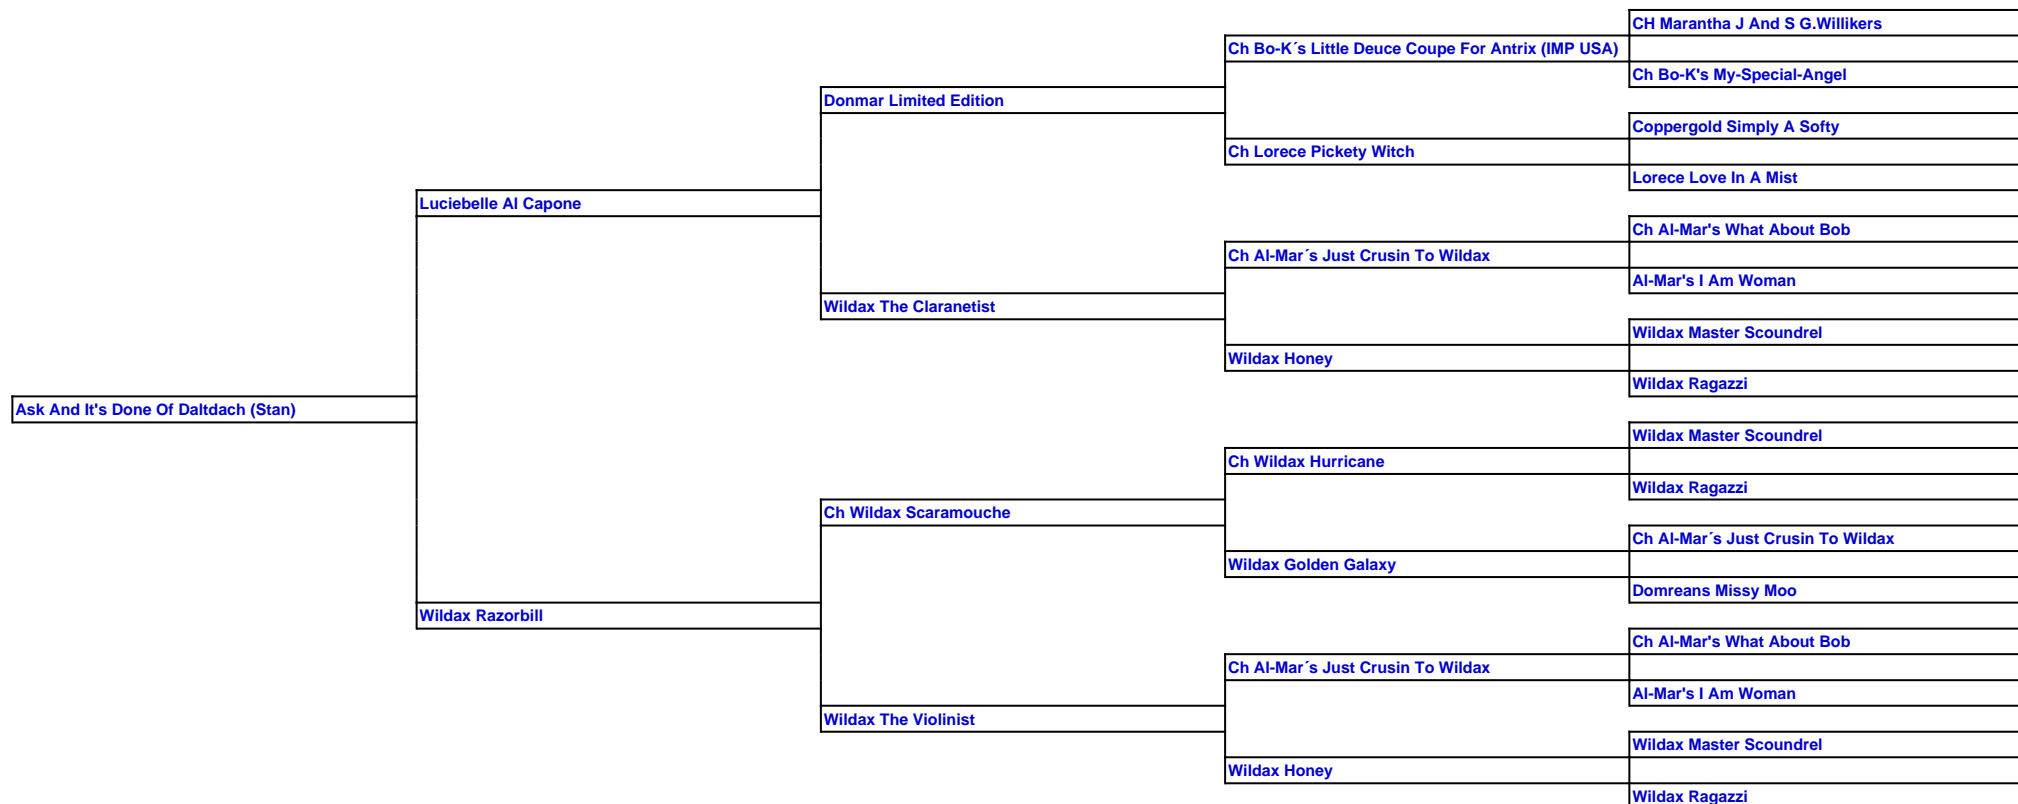 CH Marantha J And S G.Willikers
Ch Bo-K´s Little Deuce Coupe For Antrix (IMP USA)
Ch Bo-K's My-Special-Angel
Donmar Limited Edition
Coppergold Simply A Softy
Ch Lorece Pickety Witch
Lorece Love In A Mist
Luciebelle Al Capone
Ch Al-Mar's What About Bob
Ch Al-Mar´s Just Crusin To Wildax
Al-Mar's I Am Woman
Wildax The Claranetist
Wildax Master Scoundrel
Wildax Honey
Wildax Ragazzi
Ask And It's Done Of Daltdach (Stan)
Wildax Master Scoundrel
Ch Wildax Hurricane
Wildax Ragazzi
Ch Wildax Scaramouche
Ch Al-Mar´s Just Crusin To Wildax
Wildax Golden Galaxy
Domreans Missy Moo
Wildax Razorbill
Ch Al-Mar's What About Bob
Ch Al-Mar´s Just Crusin To Wildax
Al-Mar's I Am Woman
Wildax The Violinist
Wildax Master Scoundrel
Wildax Honey
Wildax Ragazzi